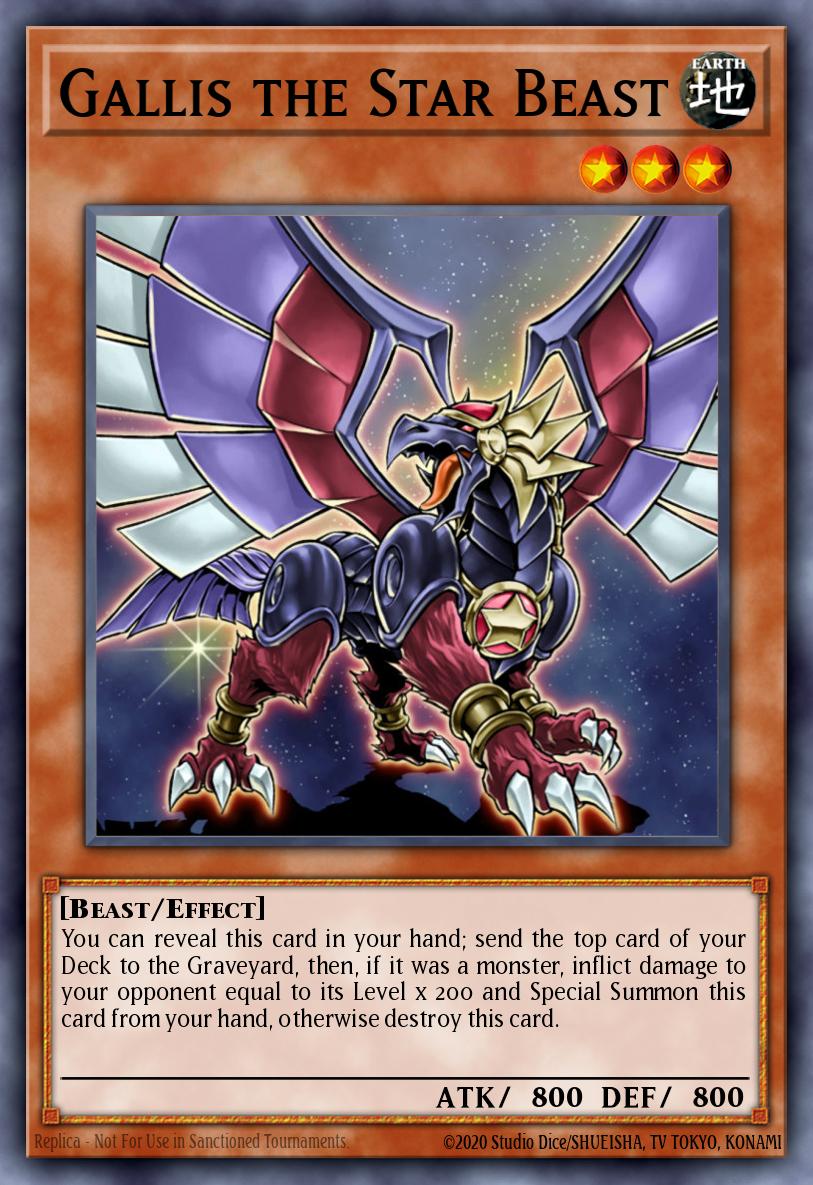 Gallis the Star Beast
EARTH
地
[Beast/Effect]
You can reveal this card in your hand; send the top card of your
Deck to the Graveyard, then, if it was a monster, inflict damage to
your opponent equal to its Level x 200 and Special Summon this
card from your hand, otherwise destroy this card.
ATK/ 800 DEF/ 800
Replica - Not For Use in Sanctioned Tournaments. ©2020 Studio Dice/SHUEISHA, TV TOKYO, KONAMI